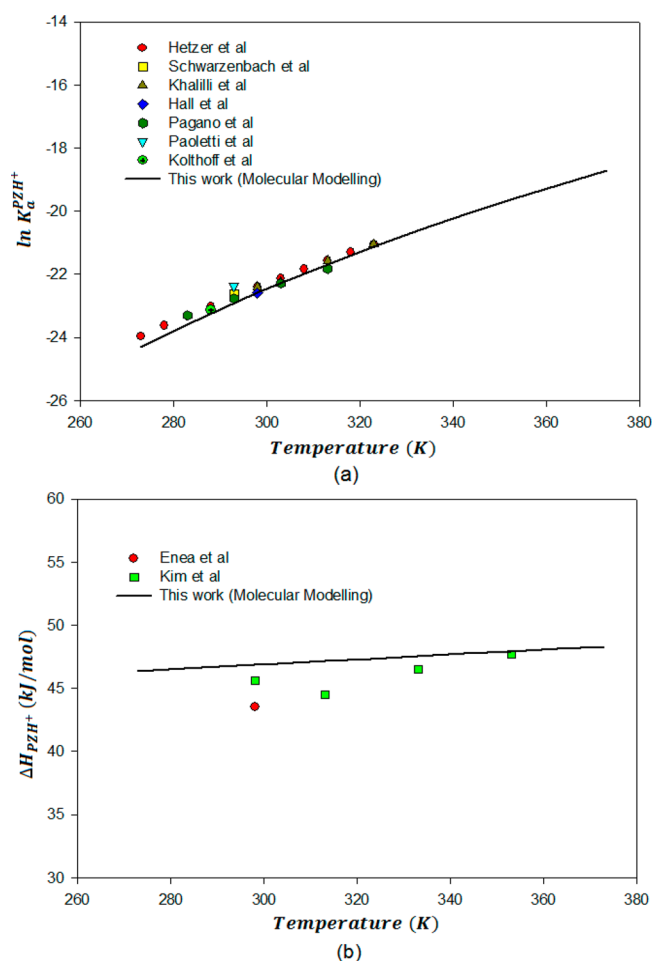 -14
-16
-18
-20
-22
-24
-26
ln K_a^{PZH+}
Hetzer et al
Schwarzenbach et al
Khalilli et al
Hall et al
Pagano et al
Paoletti et al
Kolthoff et al
This work (Molecular Modelling)
260 280 300 320 340 360 380
Temperature (K)
(a)
60
55
50
45
40
35
30
ΔH_{PZH+} (kJ/mol)
Enea et al
Kim et al
This work (Molecular Modelling)
260 280 300 320 340 360 380
Temperature (K)
(b)